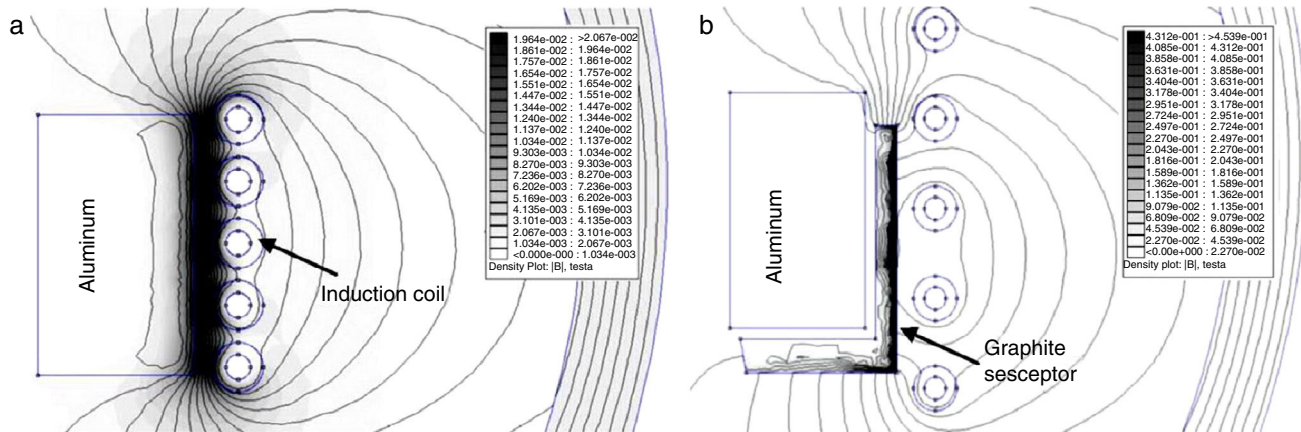 a
1.964e-002 : >2.067e-002
1.861e-002 : 1.964e-002
1.757e-002 : 1.861e-002
1.654e-002 : 1.757e-002
1.551e-002 : 1.654e-002
1.447e-002 : 1.551e-002
1.344e-002 : 1.447e-002
1.240e-002 : 1.344e-002
1.137e-002 : 1.240e-002
1.034e-002 : 1.137e-002
9.303e-003 : 1.034e-002
8.270e-003 : 9.303e-003
7.236e-003 : 8.270e-003
6.202e-003 : 7.236e-003
5.169e-003 : 6.202e-003
4.135e-003 : 5.169e-003
3.101e-003 : 4.135e-003
2.067e-003 : 3.101e-003
1.034e-003 : 2.067e-003
<0.000e-000 : 1.034e-003
Density Plot: |B|, testa
Aluminum
Induction coil
b
4.312e-001 : >4.539e-001
4.085e-001 : 4.312e-001
3.858e-001 : 4.085e-001
3.631e-001 : 3.858e-001
3.404e-001 : 3.631e-001
3.178e-001 : 3.404e-001
2.951e-001 : 3.178e-001
2.724e-001 : 2.951e-001
2.497e-001 : 2.724e-001
2.270e-001 : 2.497e-001
2.043e-001 : 2.270e-001
1.816e-001 : 2.043e-001
1.589e-001 : 1.816e-001
1.362e-001 : 1.589e-001
1.135e-001 : 1.362e-001
9.079e-002 : 1.135e-001
6.809e-002 : 9.079e-002
4.539e-002 : 6.809e-002
2.270e-002 : 4.539e-002
<0.00e+000 : 2.270e-002
Density Plot: |B|, testa
Aluminum
Graphite
sesceptor